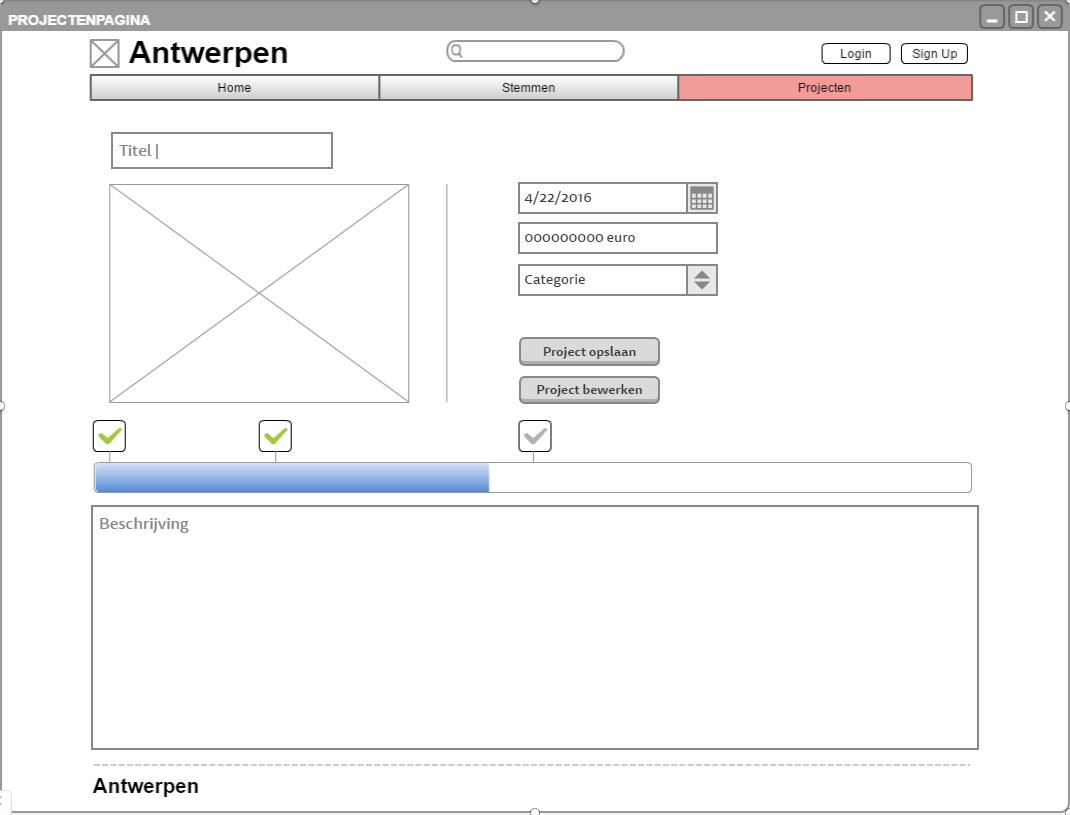 PROJECTENPAGINA
Antwerpen
Login
Sign Up
Home
Stemmen
Projecten
Titel |
4/22/2016
000000000 euro
Categorie
Project opslaan
Project bewerken
Beschrijving
Antwerpen